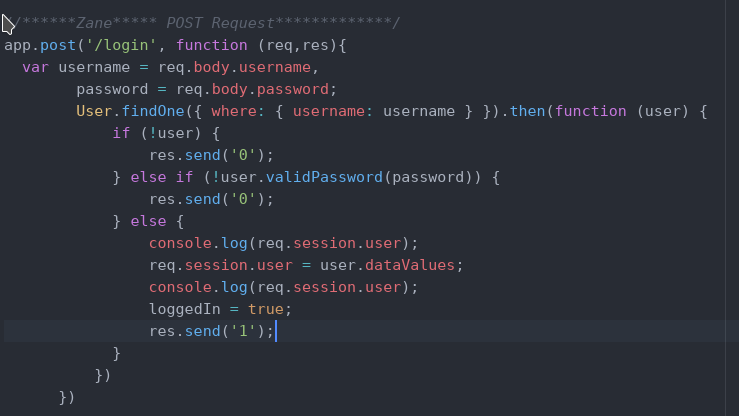 /******Zane***** POST Request*************/
app.post('/login', function (req,res){
  var username = req.body.username,
        password = req.body.password;
        User.findOne({ where: { username: username } }).then(function (user) {
            if (!user) {
                res.send('0');
            } else if (!user.validPassword(password)) {
                res.send('0');
            } else {
                console.log(req.session.user);
                req.session.user = user.dataValues;
                console.log(req.session.user);
                loggedIn = true;
                res.send('1');
            }
          })
      })